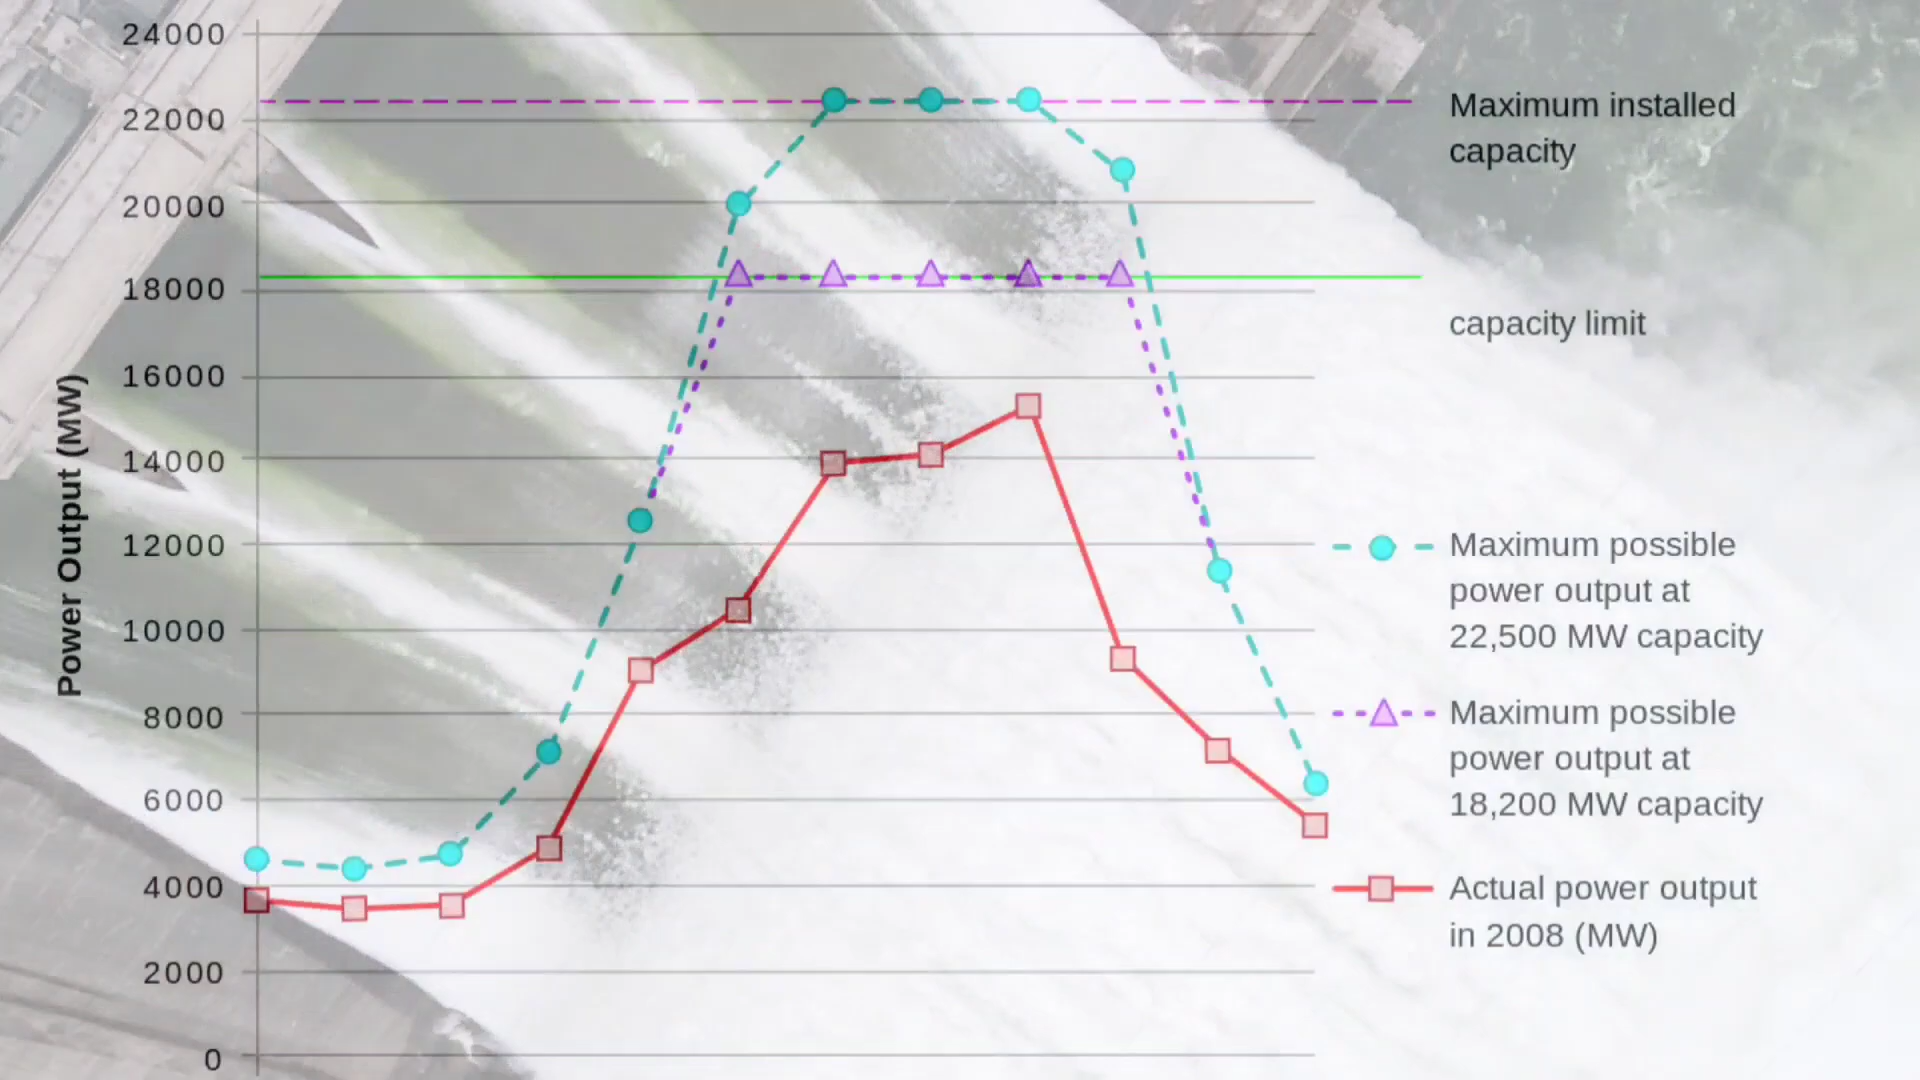 24000
22000
20000
18000
16000
14000
12000
10000
8000
6000
4000
2000
0
Power Output (MW)
Maximum installed
capacity
capacity limit
Maximum possible
power output at
22,500 MW capacity
Maximum possible
power output at
18,200 MW capacity
Actual power output
in 2008 (MW)